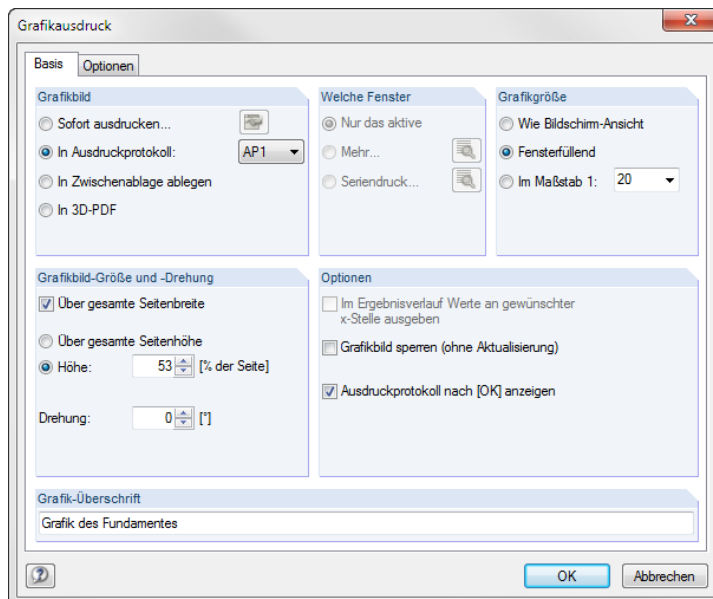 Grafikausdruck
Basis
Optionen
Grafikbild
Sofort ausdrucken...
In Ausdruckprotokoll:
AP1
In Zwischenablage ablegen
In 3D-PDF
Welche Fenster
Nur das aktive
Mehr...
Seriendruck...
Grafikgröße
Wie Bildschirm-Ansicht
Fensterfüllend
Im Maßstab 1:
20
Grafikbild-Größe und -Drehung
Über gesamte Seitenbreite
Über gesamte Seitenhöhe
Höhe:
53
[% der Seite]
Drehung:
0
[°]
Optionen
Im Ergebnisverlauf Werte an gewünschter
x-Stelle ausgeben
Grafikbild sperren (ohne Aktualisierung)
Ausdruckprotokoll nach [OK] anzeigen
Grafik-Überschrift
Grafik des Fundamentes
OK
Abbrechen